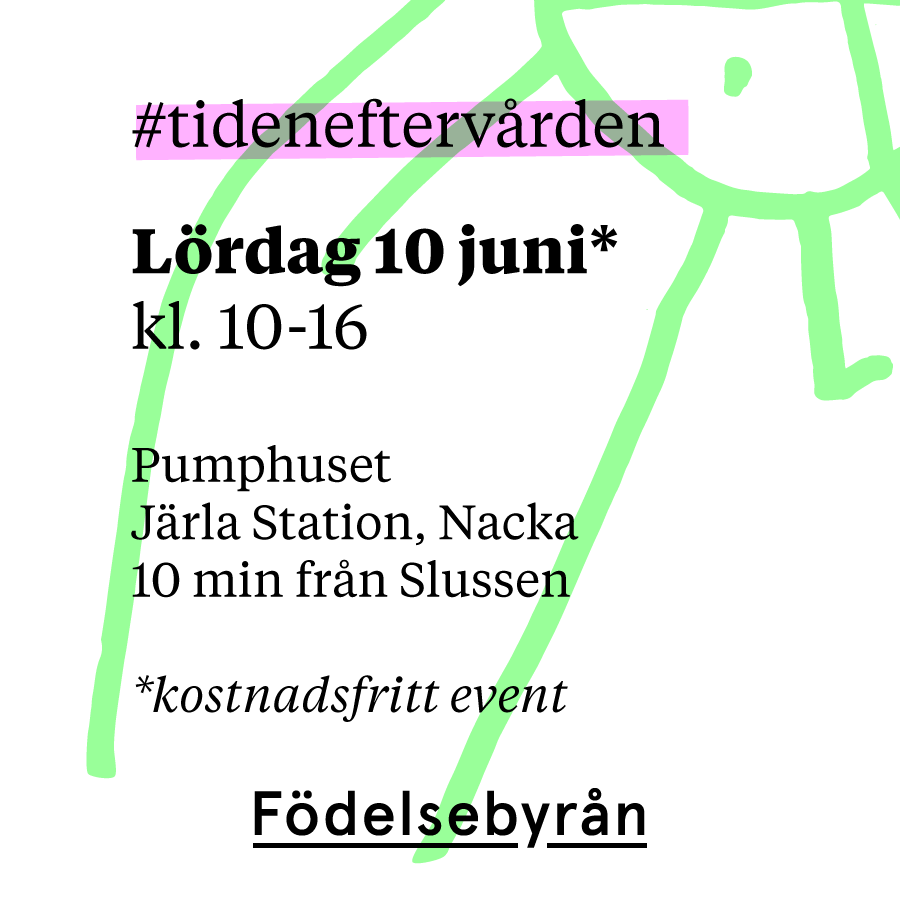 #tideneftervården
Lördag 10 juni*
kl. 10-16
Pumphuset
Järla Station, Nacka
10 min från Slussen
*kostnadsfritt event
Födelsebyrån